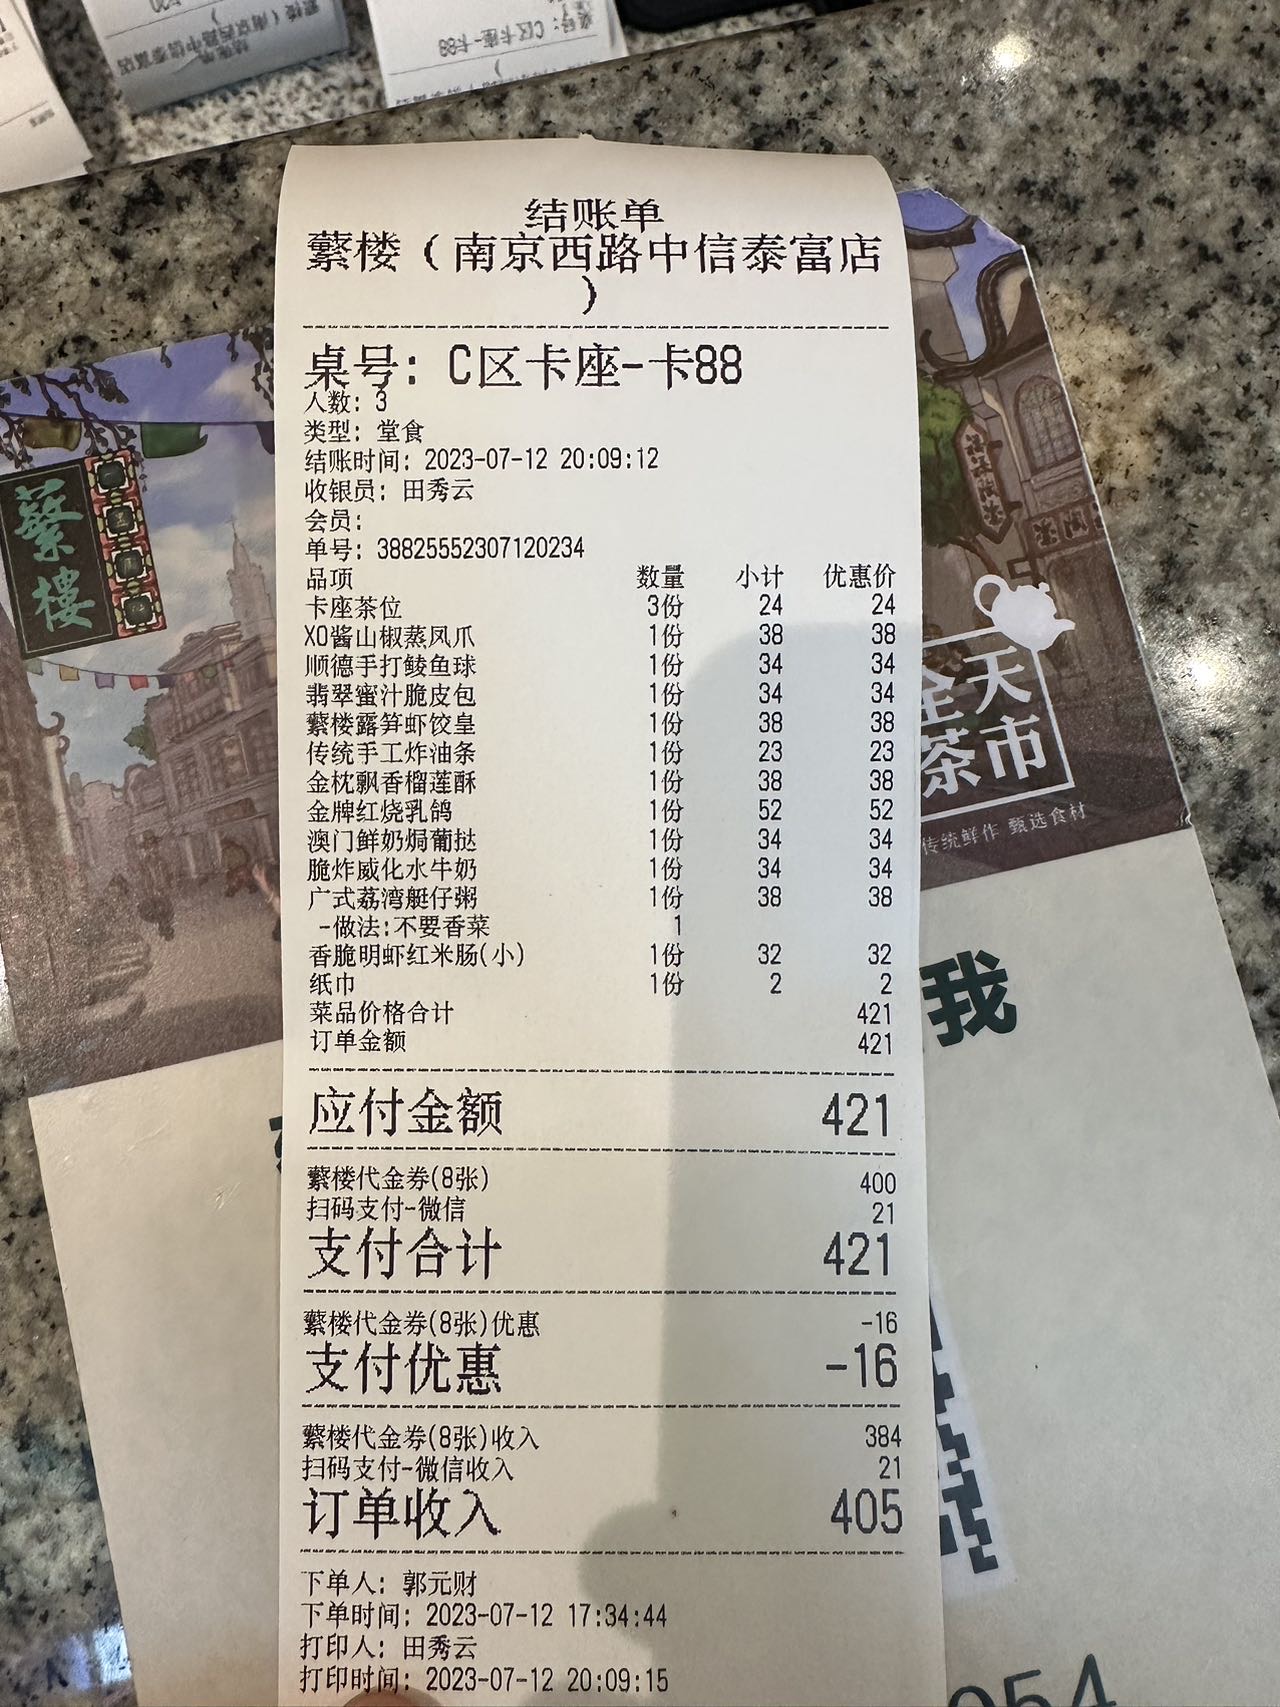 结账单
蘩楼（南京西路中信泰富店
）
桌号: C区卡座-卡88
人数: 3
类型: 堂食
结账时间: 2023-07-12 20:09:12
收银员: 田秀云
会员:
单号: 38825552307120234
品项 数量 小计 优惠价
卡座茶位 3份 24 24
XO酱山椒蒸凤爪 1份 38 38
顺德手打鲮鱼球 1份 34 34
翡翠蜜汁脆皮包 1份 34 34
蘩楼露笋虾饺皇 1份 38 38
传统手工炸油条 1份 23 23
金枕飘香榴莲酥 1份 38 38
金牌红烧乳鸽 1份 52 52
澳门鲜奶焗葡挞 1份 34 34
脆炸威化水牛奶 1份 34 34
广式荔湾艇仔粥 1份 38 38
-做法:不要香菜 1
香脆明虾红米肠(小) 1份 32 32
纸巾 1份 2 2
菜品价格合计 421
订单金额 421
应付金额 421
蘩楼代金券(8张) 400
扫码支付-微信 21
支付合计 421
蘩楼代金券(8张)优惠 -16
支付优惠 -16
蘩楼代金券(8张)收入 384
扫码支付-微信收入 21
订单收入 405
下单人: 郭元财
下单时间: 2023-07-12 17:34:44
打印人: 田秀云
打印时间: 2023-07-12 20:09:15
蘩樓
全天
茶市
传统鲜作 甄选食材
我
054
C区卡座-卡88